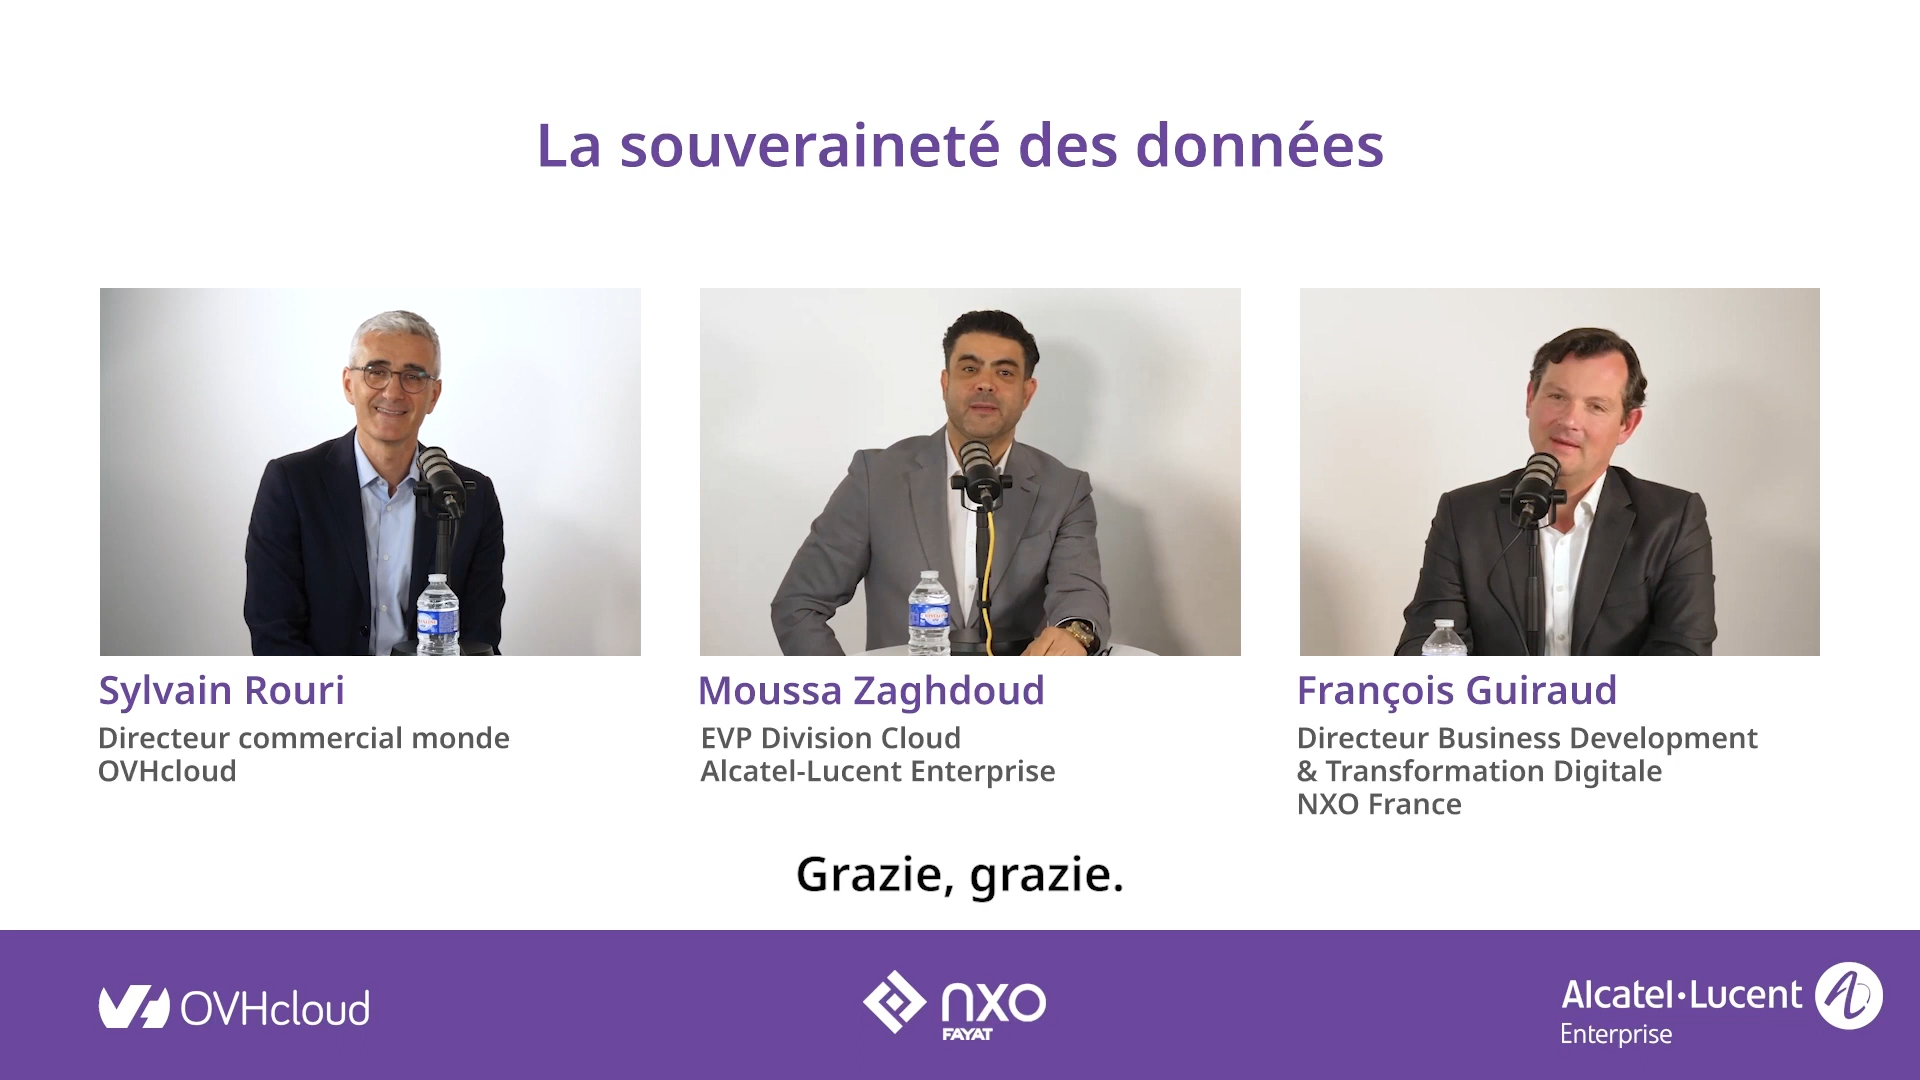 La souveraineté des données
Sylvain Rouri
Directeur commercial monde
OVHcloud
Moussa Zaghdoud
EVP Division Cloud
Alcatel-Lucent Enterprise
François Guiraud
Directeur Business Development
& Transformation Digitale
NXO France
Grazie, grazie.
OVHcloud
nxo
FAYAT
Alcatel·Lucent
Enterprise